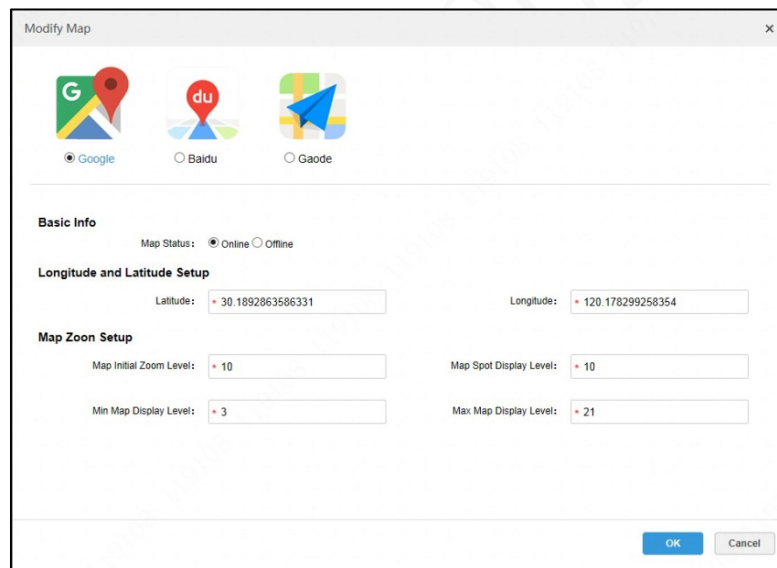 Modify Map ×
G
du
Google Baidu Gaode
Basic Info
Map Status: Online Offline
Longitude and Latitude Setup
Latitude: * 30.1892863586331 Longitude: * 120.178299258354
Map Zoon Setup
Map Initial Zoom Level: * 10 Map Spot Display Level: * 10
Min Map Display Level: * 3 Max Map Display Level: * 21
OK Cancel